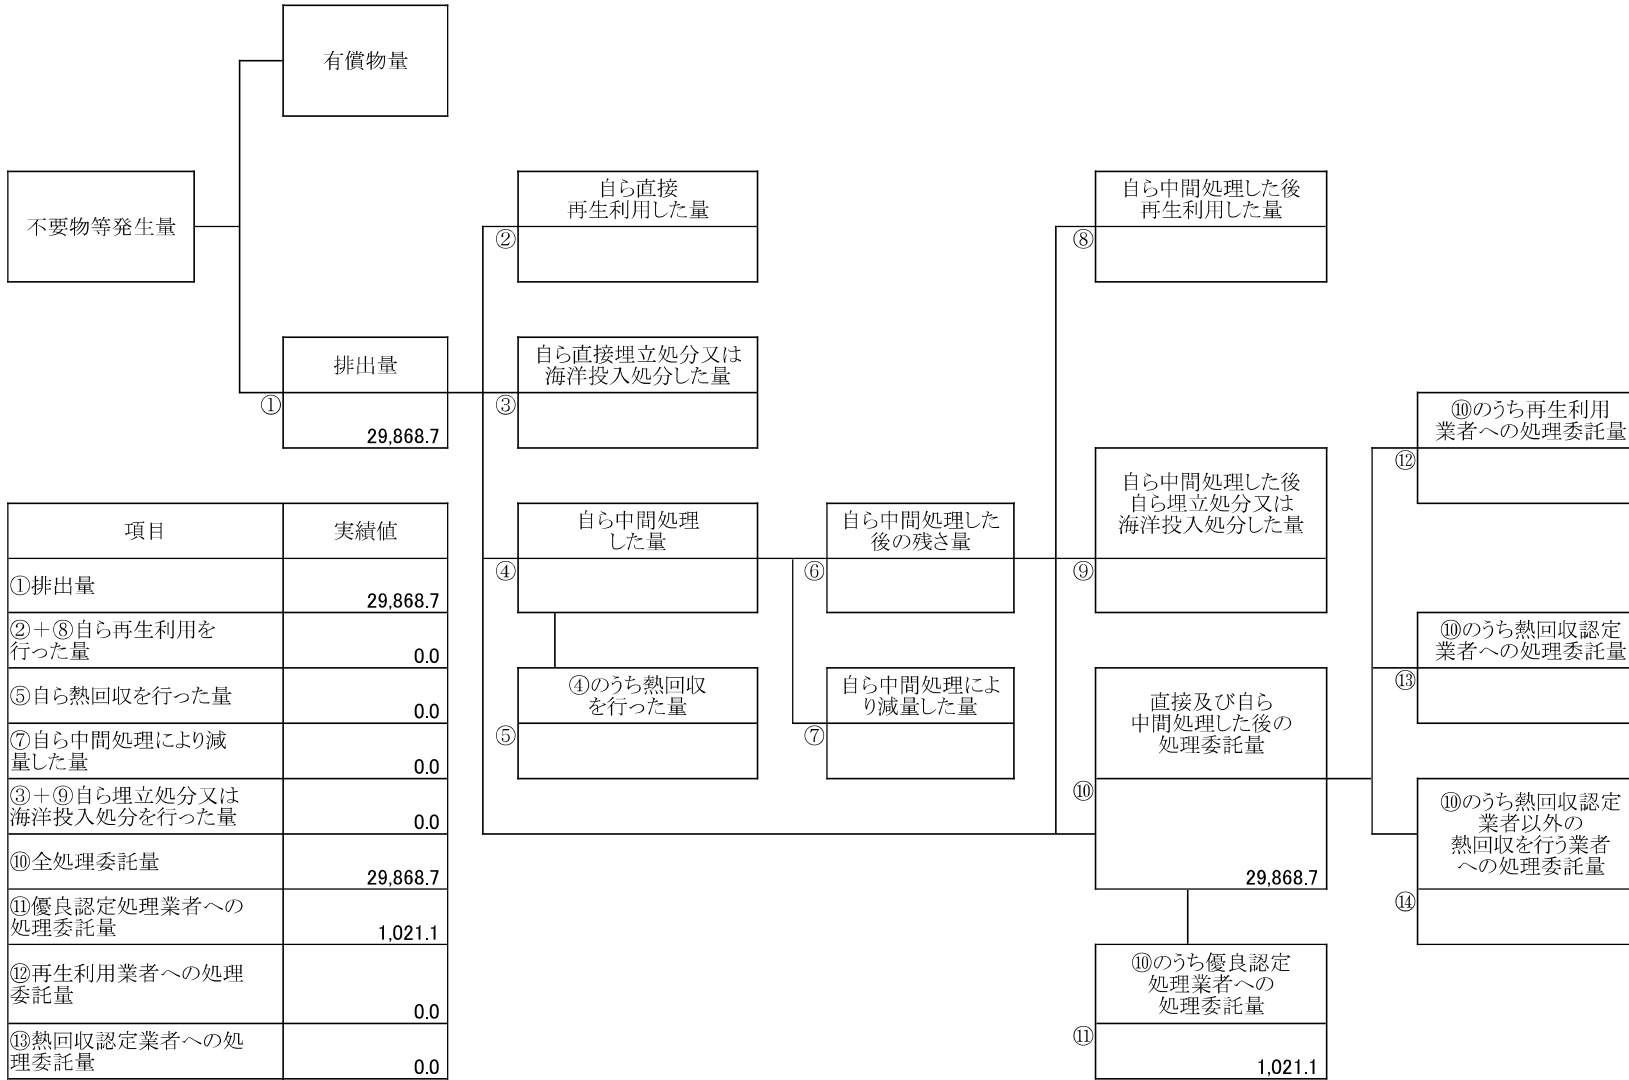 有償物量
不要物等発生量
自ら直接
再生利用した量
②
自ら中間処理した後
再生利用した量
⑧
排出量
①
29,868.7
自ら直接埋立処分又は
海洋投入処分した量
③
⑩のうち再生利用
業者への処理委託量
⑫
自ら中間処理
した量
④
自ら中間処理した
後の残さ量
⑥
自ら中間処理した後
自ら埋立処分又は
海洋投入処分した量
⑨
⑩のうち熱回収認定
業者への処理委託量
⑬
④のうち熱回収
を行った量
⑤
自ら中間処理によ
り減量した量
⑦
直接及び自ら
中間処理した後の
処理委託量
⑩
29,868.7
⑩のうち熱回収認定
業者以外の
熱回収を行う業者
への処理委託量
⑭
⑩のうち優良認定
処理業者への
処理委託量
⑪
1,021.1
項目 実績値
①排出量
29,868.7
②＋⑧自ら再生利用を
行った量 0.0
⑤自ら熱回収を行った量
0.0
⑦自ら中間処理により減
量した量 0.0
③＋⑨自ら埋立処分又は
海洋投入処分を行った量 0.0
⑩全処理委託量
29,868.7
⑪優良認定処理業者への
処理委託量 1,021.1
⑫再生利用業者への処理
委託量
0.0
⑬熱回収認定業者への処
理委託量 0.0